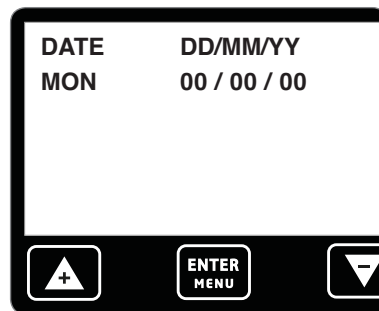 DATE DD/MM/YY
MON 00 / 00 / 00
+
ENTER
MENU
-